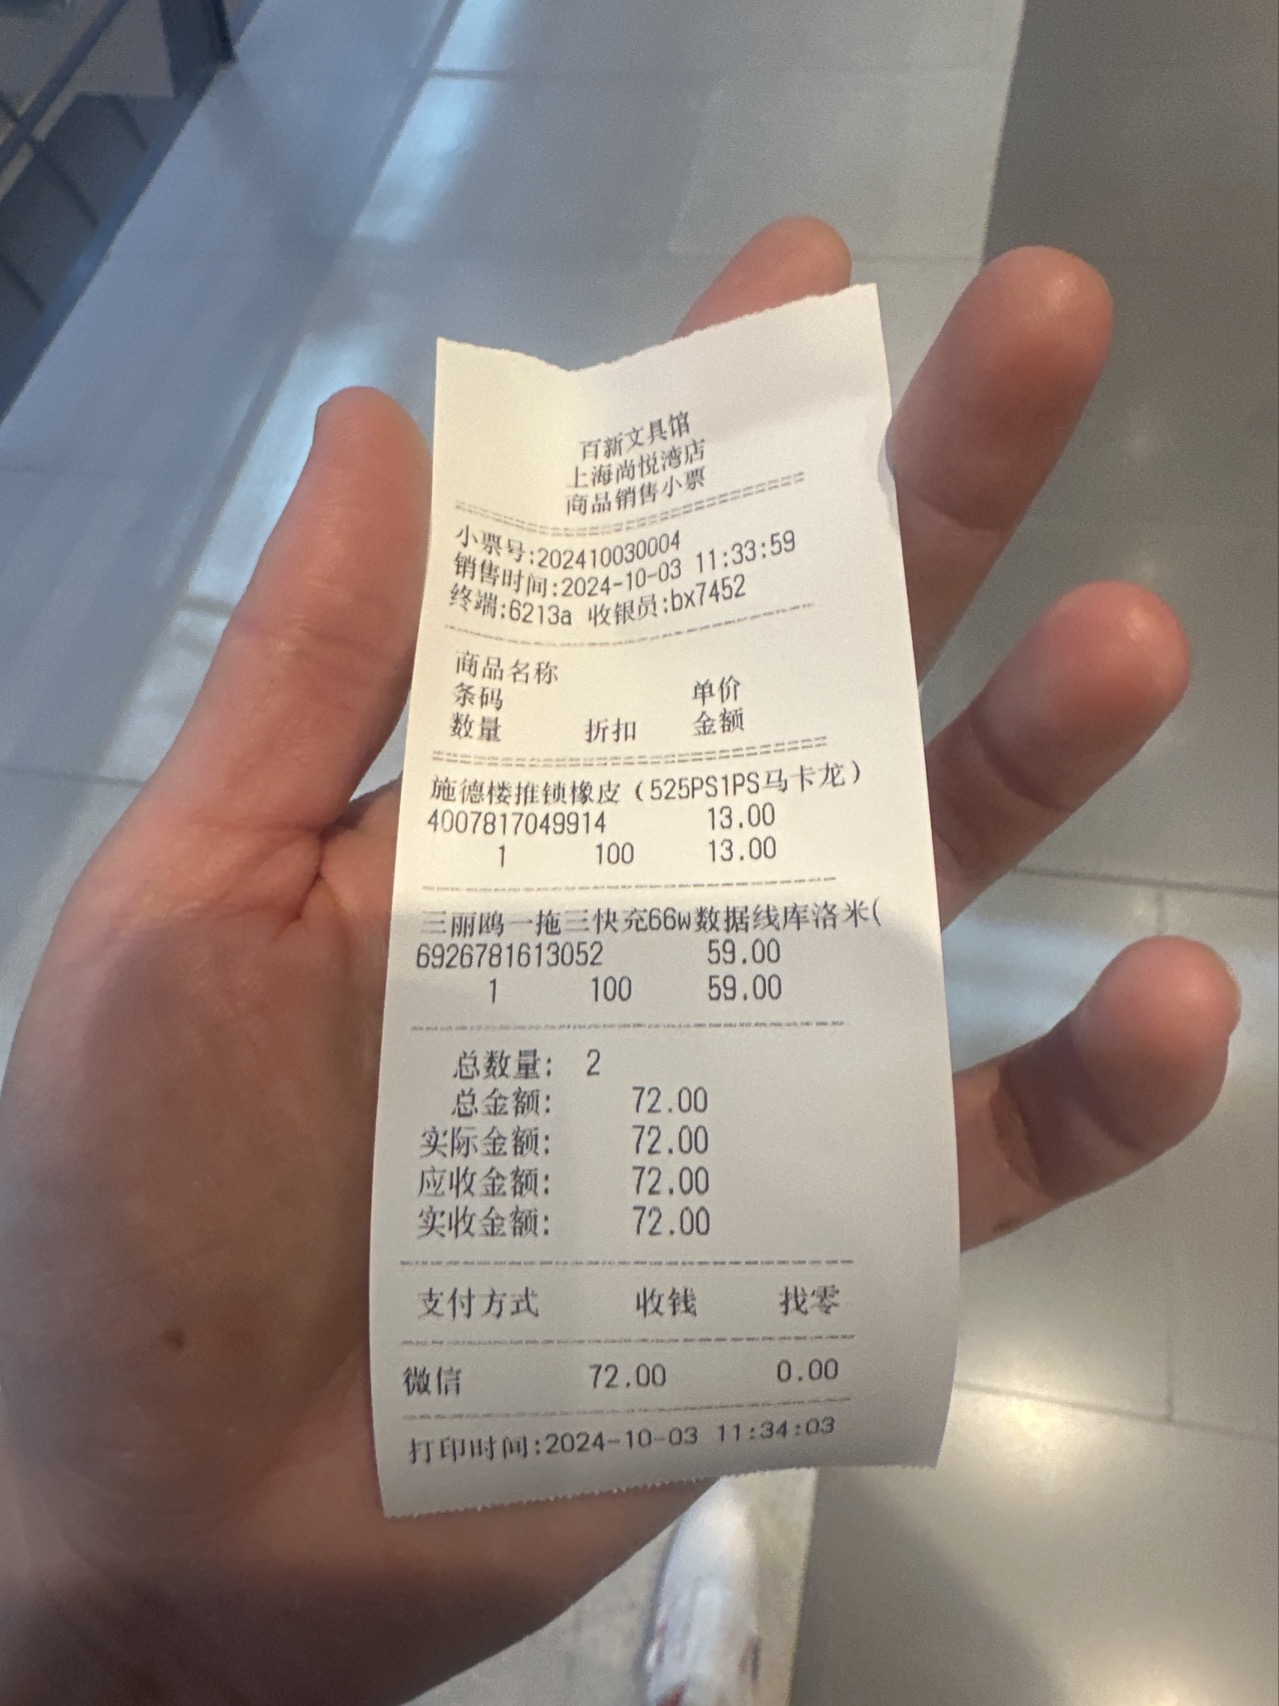 百新文具馆
上海尚悦湾店
商品销售小票
小票号:202410030004
销售时间:2024-10-03 11:33:59
终端:6213a 收银员:bx7452
商品名称
条码 单价
数量 折扣 金额
施德楼推锁橡皮（525PS1PS马卡龙）
4007817049914 13.00
1 100 13.00
三丽鸥一拖三快充66w数据线库洛米(
6926781613052 59.00
1 100 59.00
总数量: 2
总金额: 72.00
实际金额: 72.00
应收金额: 72.00
实收金额: 72.00
支付方式 收钱 找零
微信 72.00 0.00
打印时间:2024-10-03 11:34:03